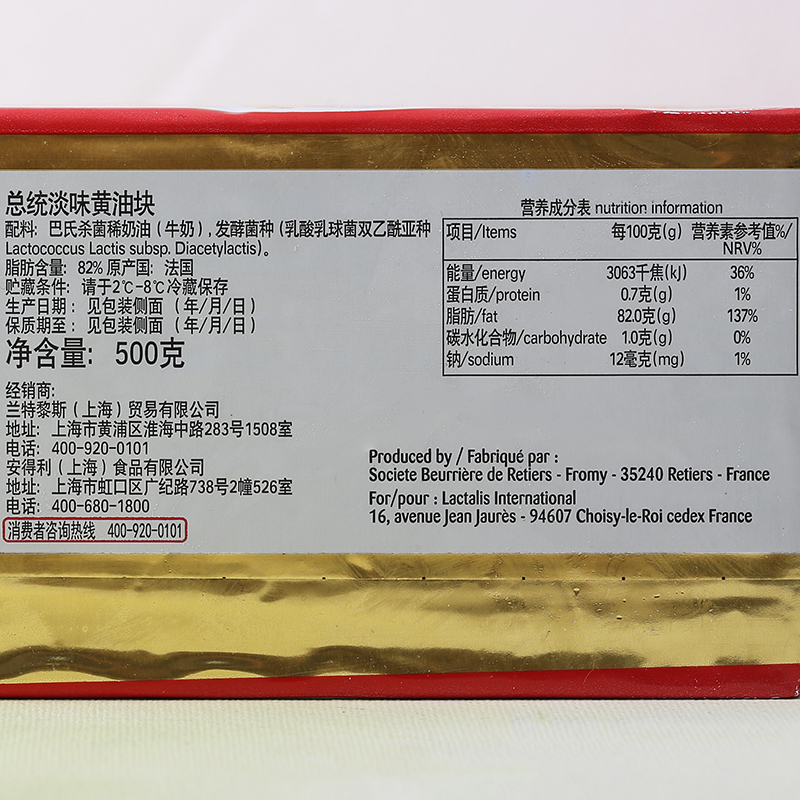 总统淡味黄油块
配料: 巴氏杀菌稀奶油（牛奶）, 发酵菌种（乳酸乳球菌双乙酰亚种
Lactococcus Lactis subsp. Diacetylactis）。
脂肪含量: 82% 原产国: 法国
贮藏条件: 请于2℃-8℃冷藏保存
生产日期: 见包装侧面 （年/月/日）
保质期至: 见包装侧面 （年/月/日）
净含量: 500克
经销商:
兰特黎斯（上海）贸易有限公司
地址: 上海市黄浦区淮海中路283号1508室
电话: 400-920-0101
安得利（上海）食品有限公司
地址: 上海市虹口区广纪路738号2幢526室
电话: 400-680-1800
消费者咨询热线 400-920-0101
营养成分表 nutrition information
项目/Items 每100克(g) 营养素参考值%/
NRV%
能量/energy 3063千焦(kJ) 36%
蛋白质/protein 0.7克(g) 1%
脂肪/fat 82.0克(g) 137%
碳水化合物/carbohydrate 1.0克(g) 0%
钠/sodium 12毫克(mg) 1%
Produced by / Fabriqué par :
Societe Beurrière de Retiers - Fromy - 35240 Retiers - France
For/pour : Lactalis International
16, avenue Jean Jaurès - 94607 Choisy-le-Roi cedex France